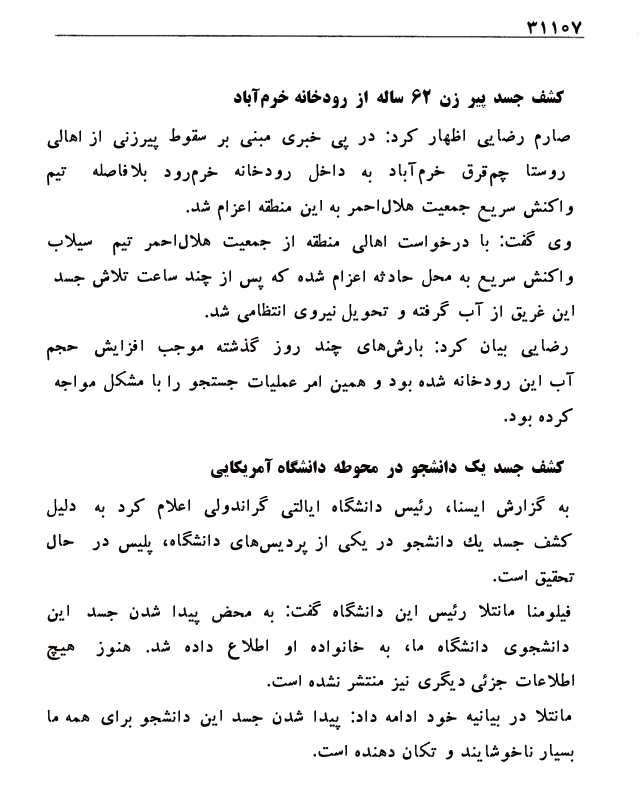 ۳۱۱۰۷
کشف جسد پیر زن ۶۲ ساله از رودخانه خرم‌آباد
صارم رضایی اظهار کرد: در پی خبری مبنی بر سقوط پیرزنی از اهالی
روستا چم‌قرق خرم‌آباد به داخل رودخانه خرم‌رود بلافاصله تیم
واکنش سریع جمعیت هلال‌احمر به این منطقه اعزام شد.
وی گفت: با درخواست اهالی منطقه از جمعیت هلال‌احمر تیم سیلاب
واکنش سریع به محل حادثه اعزام شده که پس از چند ساعت تلاش جسد
این غریق از آب گرفته و تحویل نیروی انتظامی شد.
رضایی بیان کرد: بارش‌های چند روز گذشته موجب افزایش حجم
آب این رودخانه شده بود و همین امر عملیات جستجو را با مشکل مواجه
کرده بود.
کشف جسد یک دانشجو در محوطه دانشگاه آمریکایی
به گزارش ایسنا، رئیس دانشگاه ایالتی گراندولی اعلام کرد به دلیل
کشف جسد یك دانشجو در یکی از پردیس‌های دانشگاه، پلیس در حال
تحقیق است.
فیلومنا مانتلا رئیس این دانشگاه گفت: به محض پیدا شدن جسد این
دانشجوی دانشگاه ما، به خانواده او اطلاع داده شد. هنوز هیچ
اطلاعات جزئی دیگری نیز منتشر نشده است.
مانتلا در بیانیه خود ادامه داد: پیدا شدن جسد این دانشجو برای همه ما
بسیار ناخوشایند و تکان دهنده است.